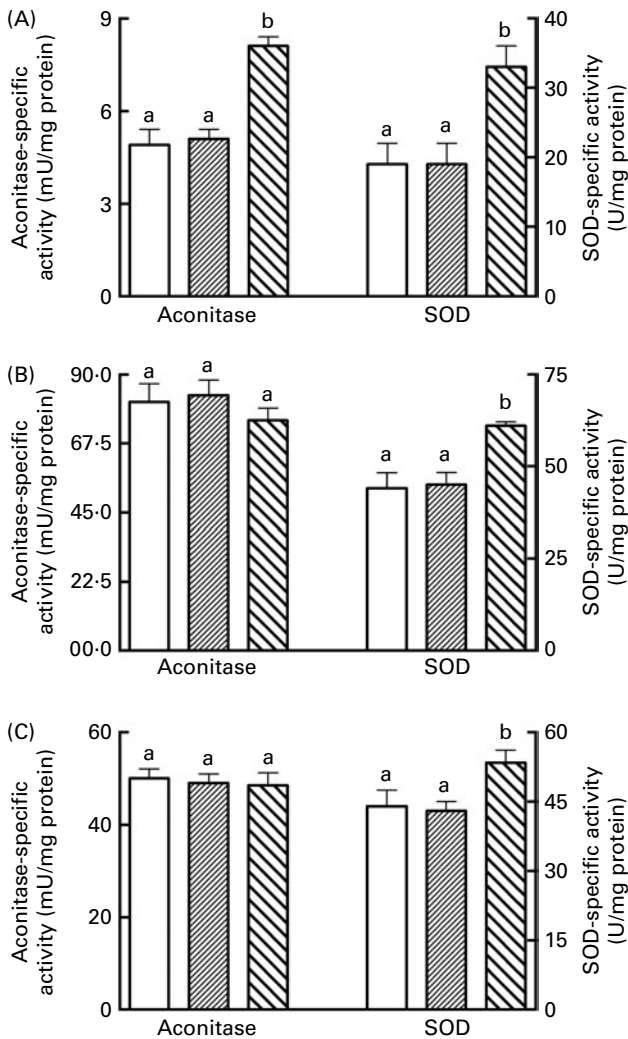 (A)
Aconitase-specific
activity (mU/mg protein)
9
6
3
0
a
a
b
a
a
b
40
30
20
10
0
SOD-specific activity
(U/mg protein)
Aconitase
SOD
(B)
Aconitase-specific
activity (mU/mg protein)
90·0
67·5
45·0
22·5
00·0
a
a
a
a
a
b
75
50
25
0
SOD-specific activity
(U/mg protein)
Aconitase
SOD
(C)
Aconitase-specific
activity (mU/mg protein)
60
40
20
0
a
a
a
a
a
b
60
45
30
15
0
SOD-specific activity
(U/mg protein)
Aconitase
SOD